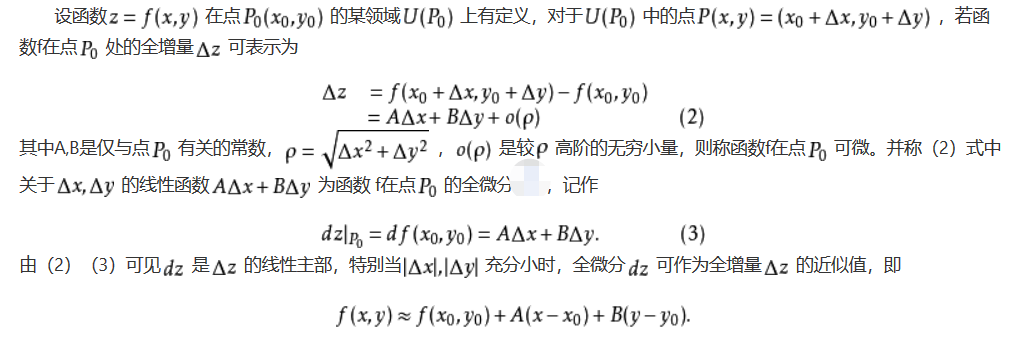 设函数z = f(x,y) 在点P₀(x₀,y₀) 的某领域U(P₀) 上有定义，对于U(P₀) 中的点P(x,y) = (x₀ + Δx,y₀ + Δy) ，若函
数f在点P₀ 处的全增量Δz 可表示为
Δz = f(x₀ + Δx,y₀ + Δy) − f(x₀,y₀)
= AΔx + BΔy + o(ρ) (2)
其中A,B是仅与点P₀ 有关的常数，ρ = √(Δx² + Δy²) ，o(ρ) 是较ρ 高阶的无穷小量，则称函数f在点P₀ 可微。并称（2）式中
关于Δx,Δy 的线性函数AΔx + BΔy 为函数 f在点P₀ 的全微分 ，记作
dz|P₀ = df(x₀,y₀) = AΔx + BΔy. (3)
由（2）（3）可见dz 是Δz 的线性主部，特别当|Δx|,|Δy| 充分小时，全微分dz 可作为全增量Δz 的近似值，即
f(x,y) ≈ f(x₀,y₀) + A(x − x₀) + B(y − y₀).